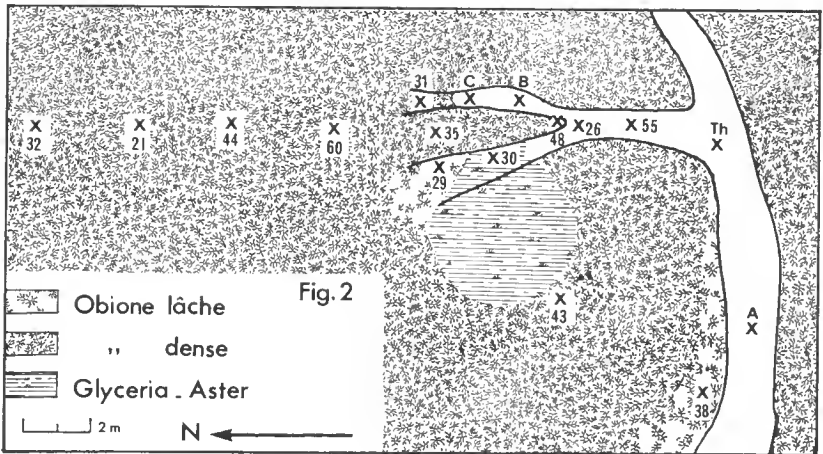 31 C B
X X X
X X X X X 35 X X 26 X 55 Th
32 21 44 60 48 X
X 30
X
29
X
43
A
X
X
38
Fig. 2
Obione lâche
,, dense
Glyceria - Aster
2 m
N